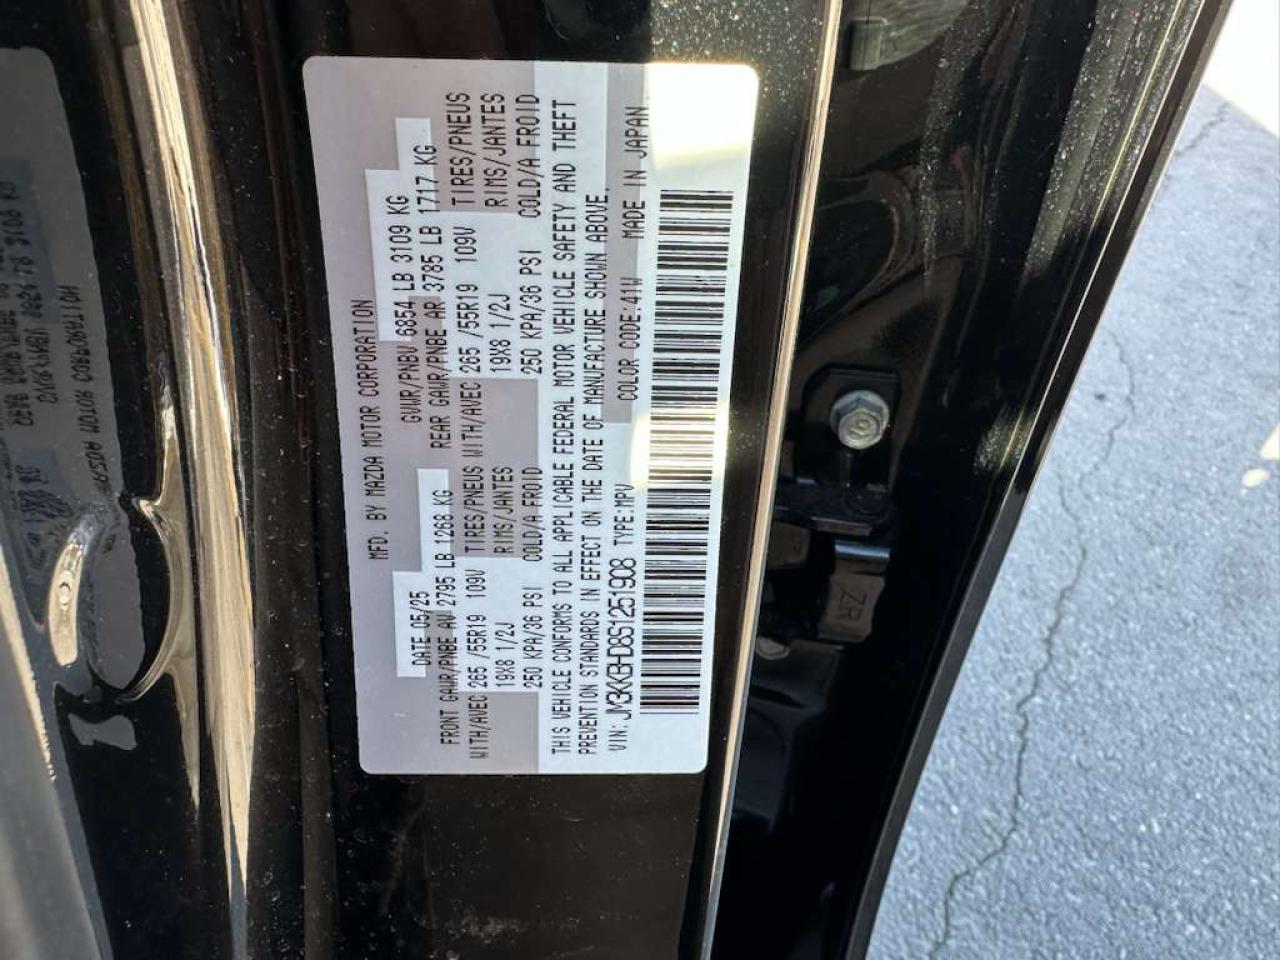 MFD. BY MAZDA MOTOR CORPORATION
DATE 05/25 GVWR/PNBV 6854 LB 3109 KG
FRONT GAWR/PNBE AV 2795 LB 1268 KG REAR GAWR/PNBE AR 3785 LB 1717 KG
WITH/AVEC 265 /55R19 109V TIRES/PNEUS WITH/AVEC 265 /55R19 109V TIRES/PNEUS
19X8 1/2J RIMS/JANTES 19X8 1/2J RIMS/JANTES
250 KPA/36 PSI COLD/A FROID 250 KPA/36 PSI COLD/A FROID
THIS VEHICLE CONFORMS TO ALL APPLICABLE FEDERAL MOTOR VEHICLE SAFETY AND THEFT
PREVENTION STANDARDS IN EFFECT ON THE DATE OF MANUFACTURE SHOWN ABOVE.
VIN: JM3KKBHD8S1251908 TYPE:MPV COLOR CODE:41W MADE IN JAPAN
ZR